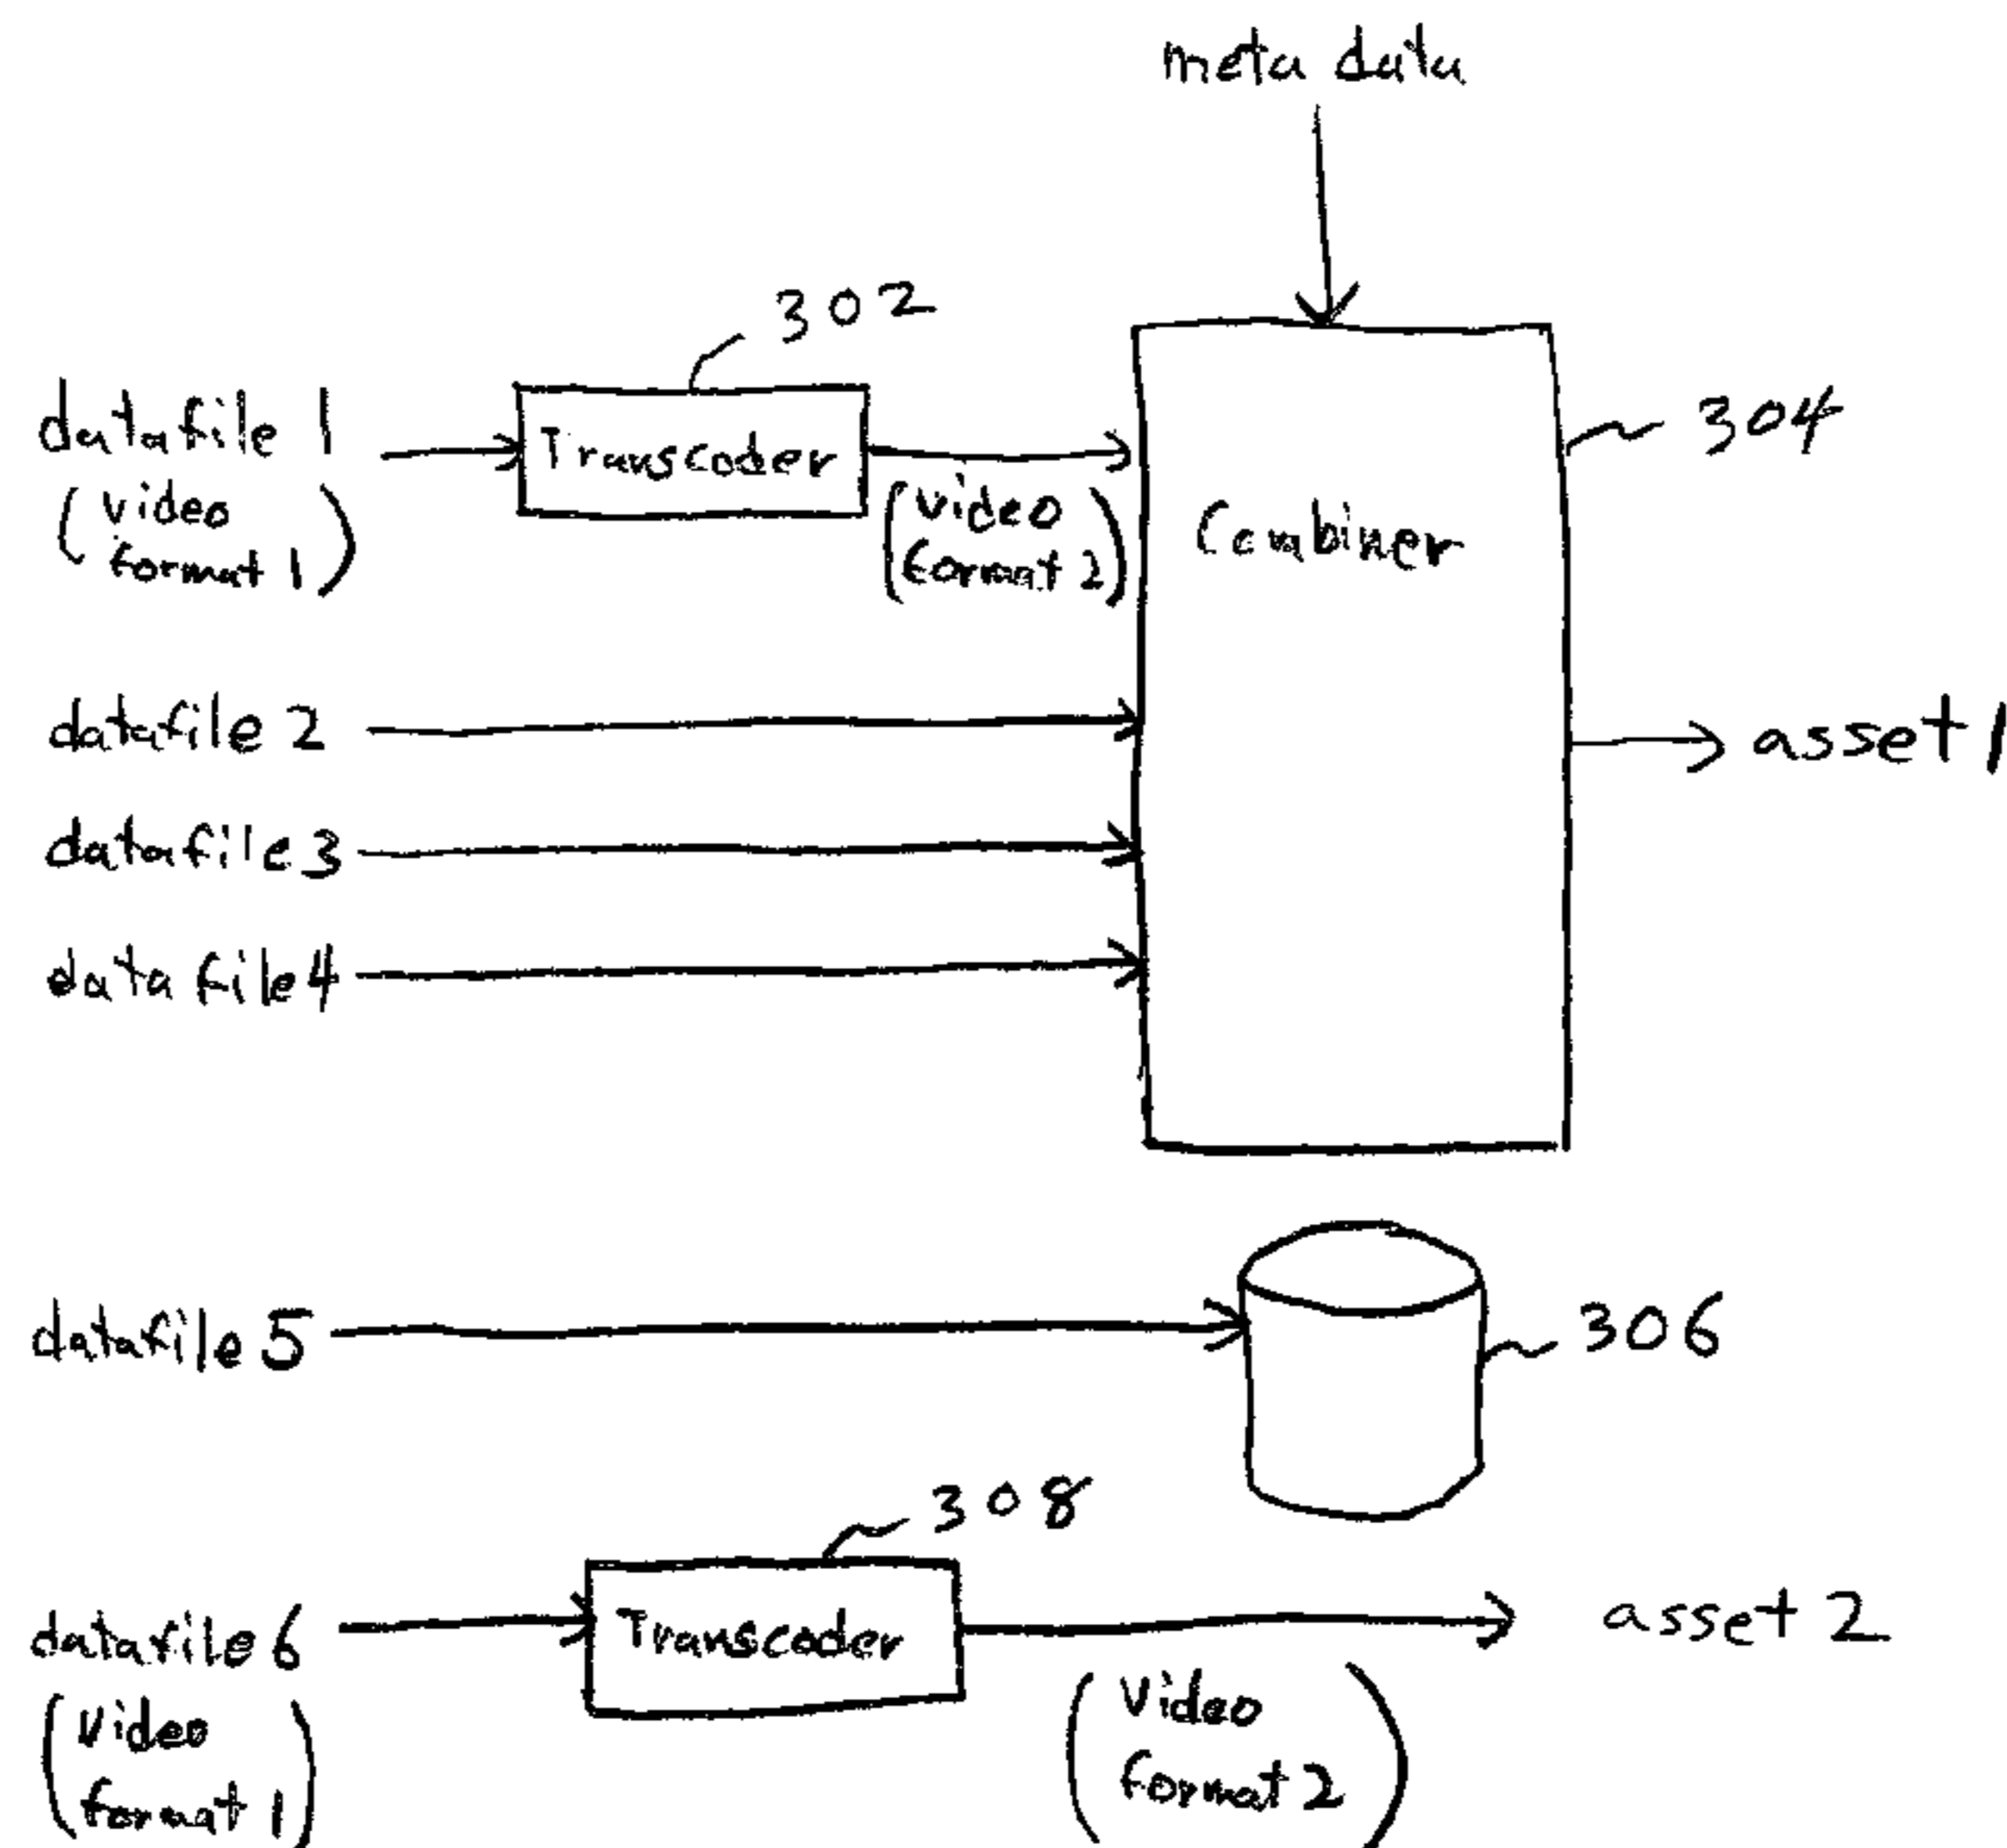 meta data
302
datafile 1
(video
format 1)
Transcoder
(video
format 2)
Combiner
304
datafile 2
asset 1
datafile 3
data file 4
datafile 5
306
308
datafile 6
(video
format 1)
Transcoder
(video
format 2)
asset 2